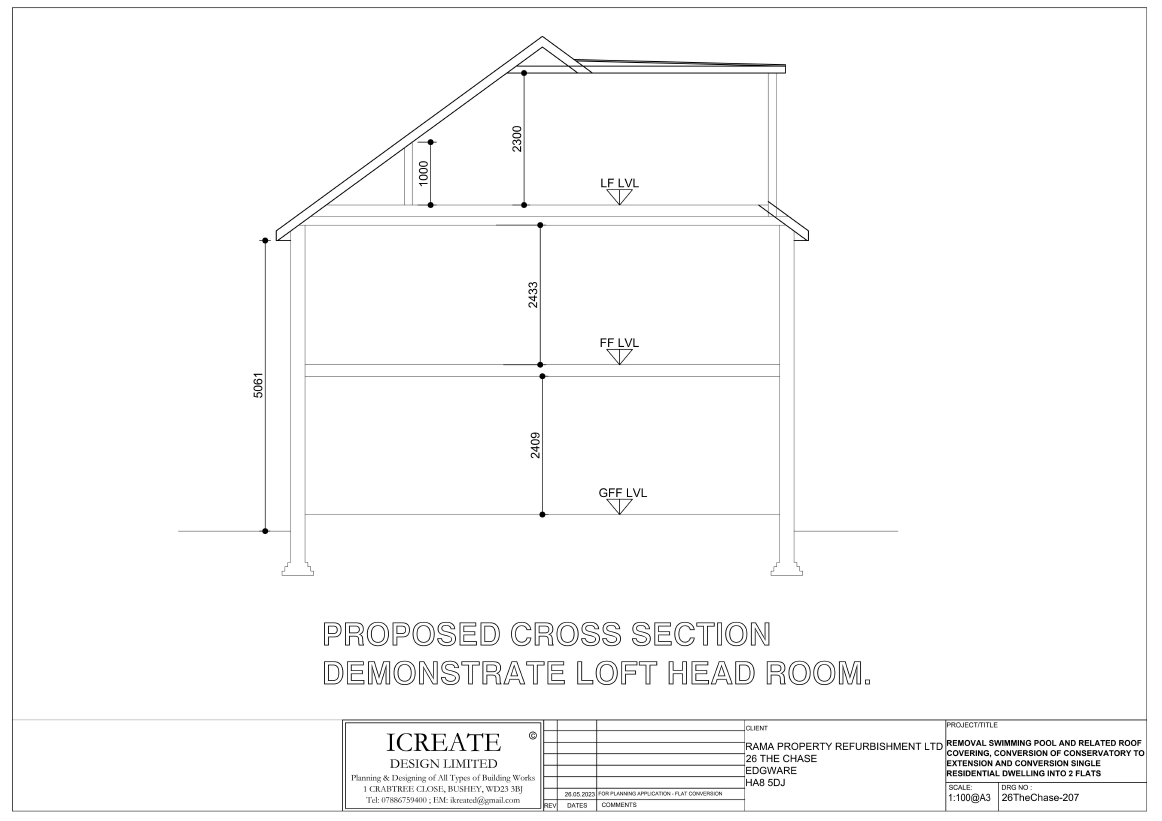 2300
1000
LF LVL
2433
FF LVL
5061
2409
GFF LVL
PROPOSED CROSS SECTION
DEMONSTRATE LOFT HEAD ROOM.
ICREATE ©
DESIGN LIMITED
Planning & Designing of All Types of Building Works
1 CRABTREE CLOSE, BUSHEY, WD23 3BJ
Tel: 07886759400 ; EM: ikreated@gmail.com
26.05.2023 FOR PLANNING APPLICATION - FLAT CONVERSION
REV DATES COMMENTS
CLIENT
RAMA PROPERTY REFURBISHMENT LTD
26 THE CHASE
EDGWARE
HA8 5DJ
PROJECT/TITLE
REMOVAL SWIMMING POOL AND RELATED ROOF
COVERING, CONVERSION OF CONSERVATORY TO
EXTENSION AND CONVERSION SINGLE
RESIDENTIAL DWELLING INTO 2 FLATS
SCALE:
1:100@A3
DRG NO :
26TheChase-207